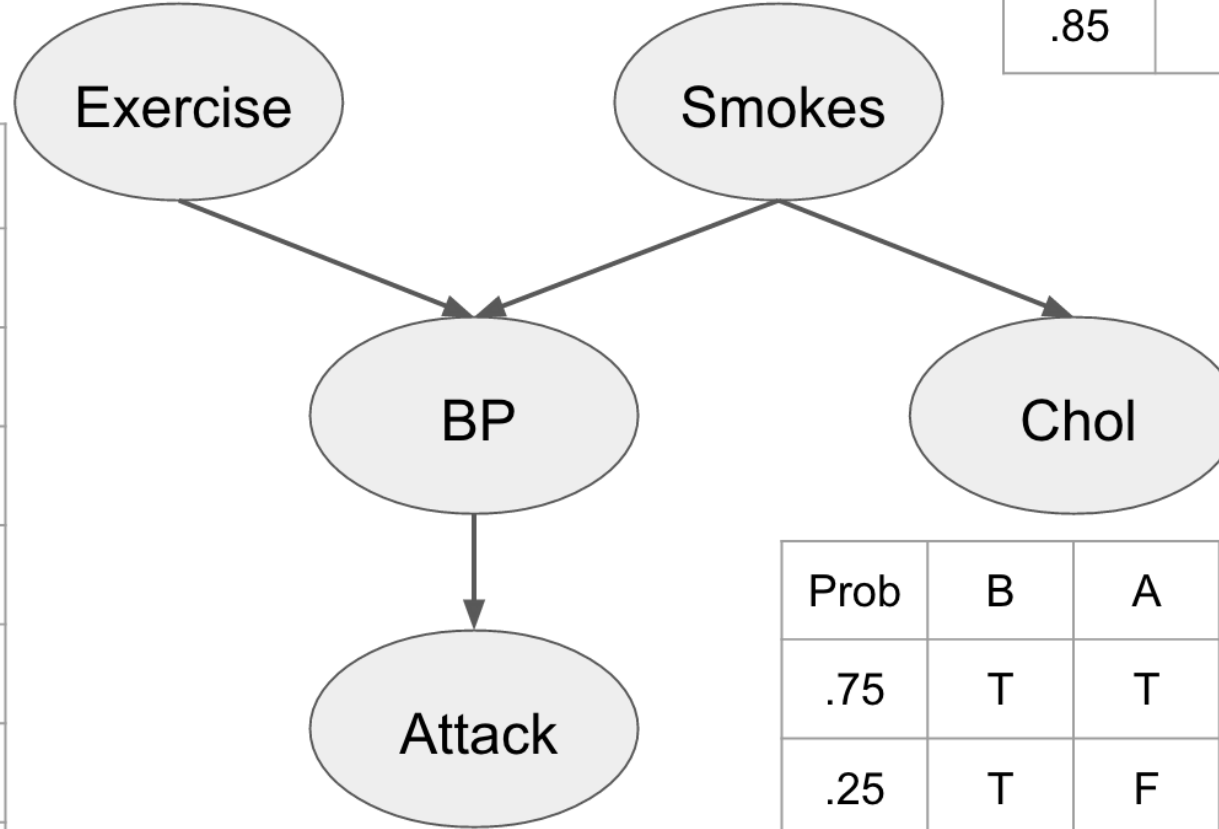 .85
Exercise
Smokes
BP
Chol
Attack
Prob B A
.75 T T
.25 T F